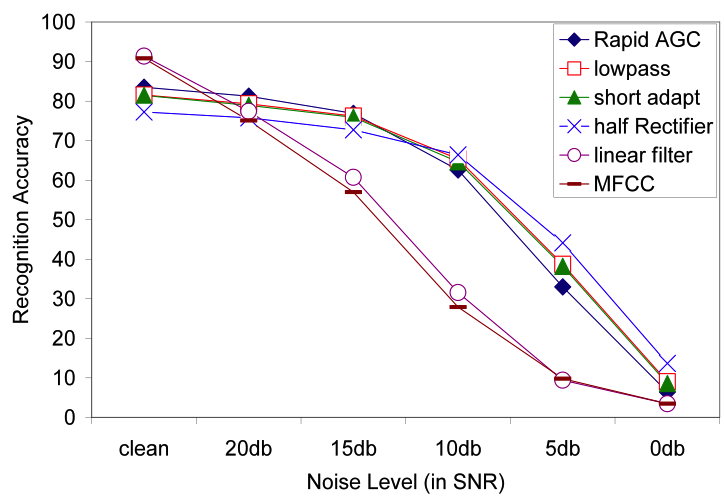 100
90
80
70
60
50
40
30
20
10
0
Recognition Accuracy
Rapid AGC
lowpass
short adapt
half Rectifier
linear filter
MFCC
clean 20db 15db 10db 5db 0db
Noise Level (in SNR)